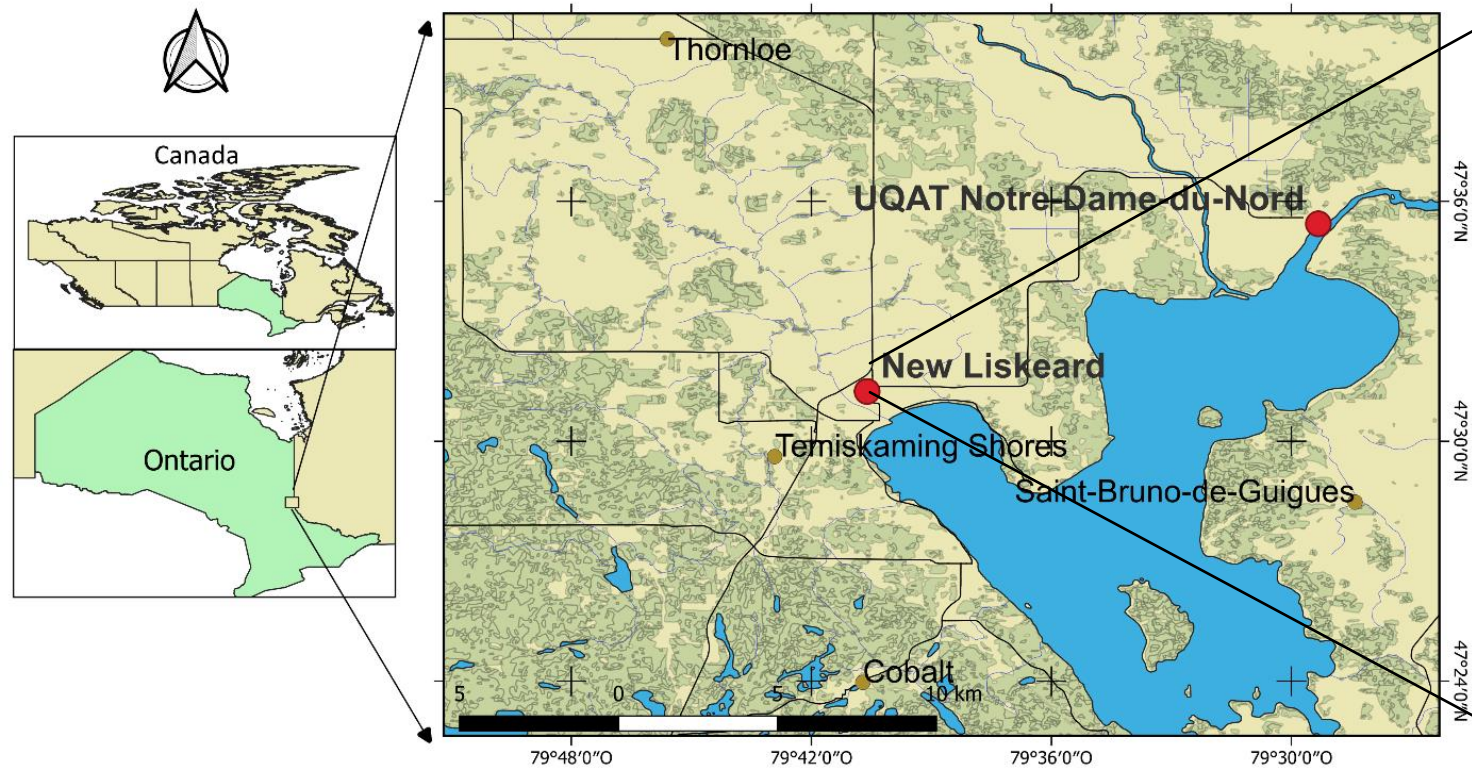 Canada
Ontario
Thornloe
UQAT Notre-Dame-du-Nord
New Liskeard
Temiskaming Shores
Saint-Bruno-de-Guigues
Cobalt
5 0 5 10 km
79°48'0"O 79°42'0"O 79°36'0"O 79°30'0"O
47°36'0"N
47°30'0"N
47°24'0"N